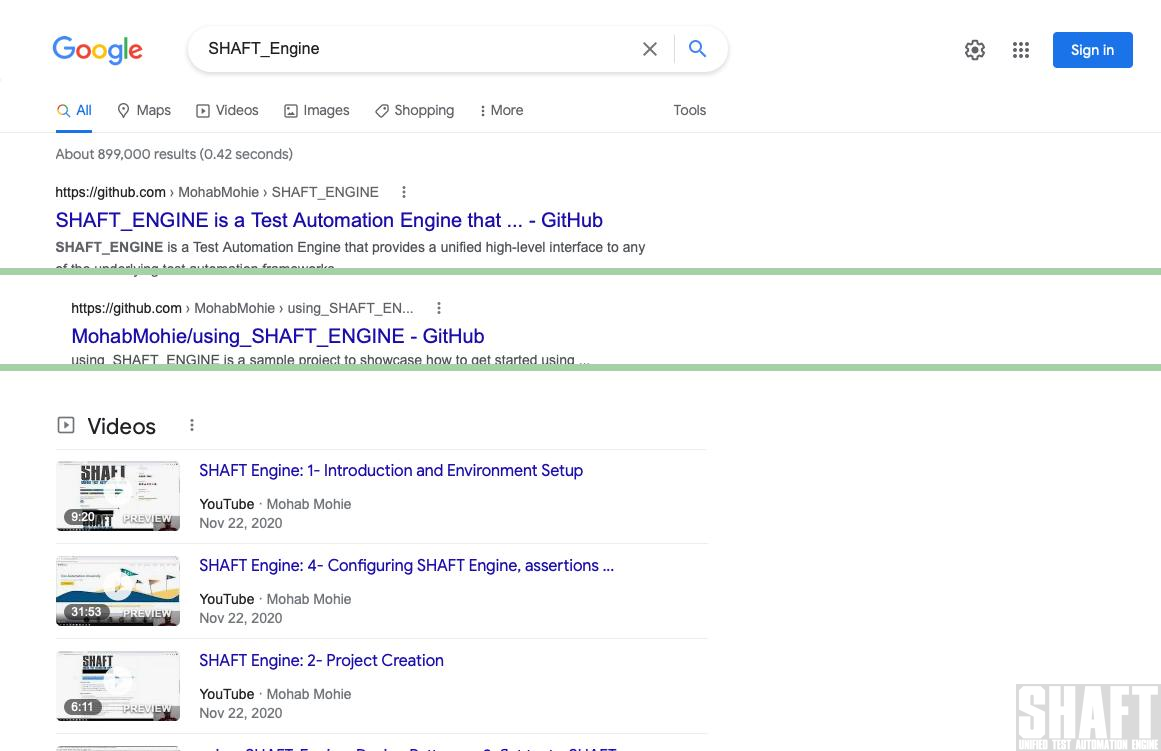 Google
SHAFT_Engine
Sign in
All
Maps
Videos
Images
Shopping
More
Tools
About 899,000 results (0.42 seconds)
https://github.com › MohabMohie › SHAFT_ENGINE
SHAFT_ENGINE is a Test Automation Engine that ... - GitHub
SHAFT_ENGINE is a Test Automation Engine that provides a unified high-level interface to any
of the underlying test automation frameworks.
https://github.com › MohabMohie › using_SHAFT_EN...
MohabMohie/using_SHAFT_ENGINE - GitHub
using_SHAFT_ENGINE is a sample project to showcase how to get started using ...
Videos
SHAFT Engine: 1- Introduction and Environment Setup
9:20
PREVIEW
YouTube · Mohab Mohie
Nov 22, 2020
SHAFT Engine: 4- Configuring SHAFT Engine, assertions ...
31:53
PREVIEW
YouTube · Mohab Mohie
Nov 22, 2020
SHAFT
SHAFT Engine: 2- Project Creation
6:11
PREVIEW
YouTube · Mohab Mohie
Nov 22, 2020
SHAFT
UNIFIED TEST AUTOMATION ENGINE